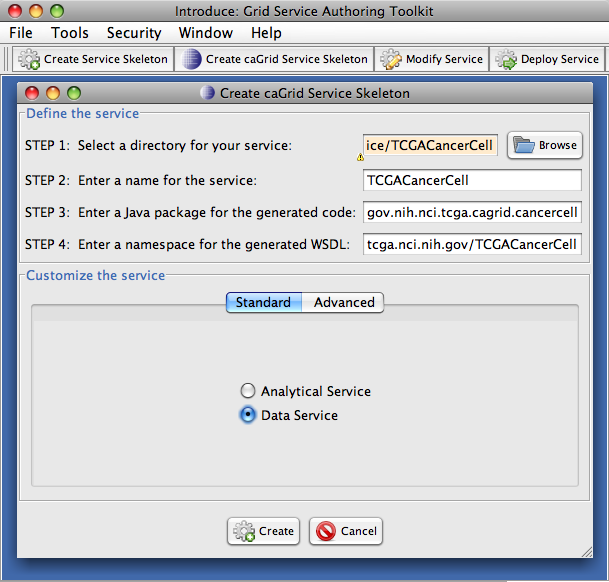 Introduce: Grid Service Authoring Toolkit
File Tools Security Window Help
Create Service Skeleton Create caGrid Service Skeleton Modify Service Deploy Service
Create caGrid Service Skeleton
Define the service
STEP 1: Select a directory for your service: ice/TCGACancerCell Browse
STEP 2: Enter a name for the service: TCGACancerCell
STEP 3: Enter a Java package for the generated code: gov.nih.nci.tcga.cagrid.cancercell
STEP 4: Enter a namespace for the generated WSDL: tcga.nci.nih.gov/TCGACancerCell
Customize the service
Standard Advanced
Analytical Service
Data Service
Create Cancel